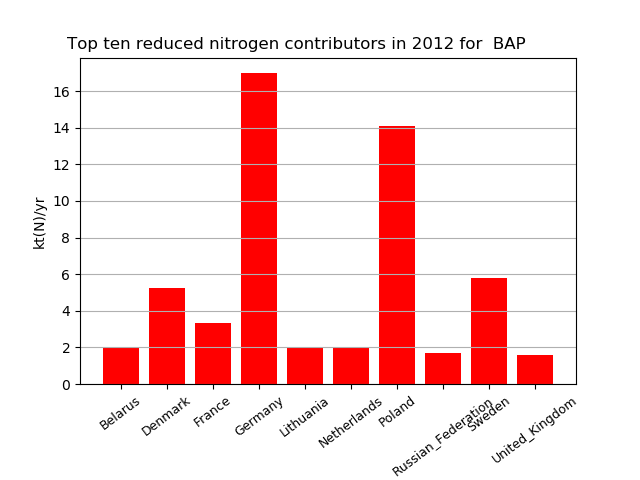 Top ten reduced nitrogen contributors in 2012 for  BAP
kt(N)/yr
16
14
12
10
8
6
4
2
0
Belarus
Denmark
France
Germany
Lithuania
Netherlands
Poland
Russian_Federation
Sweden
United_Kingdom